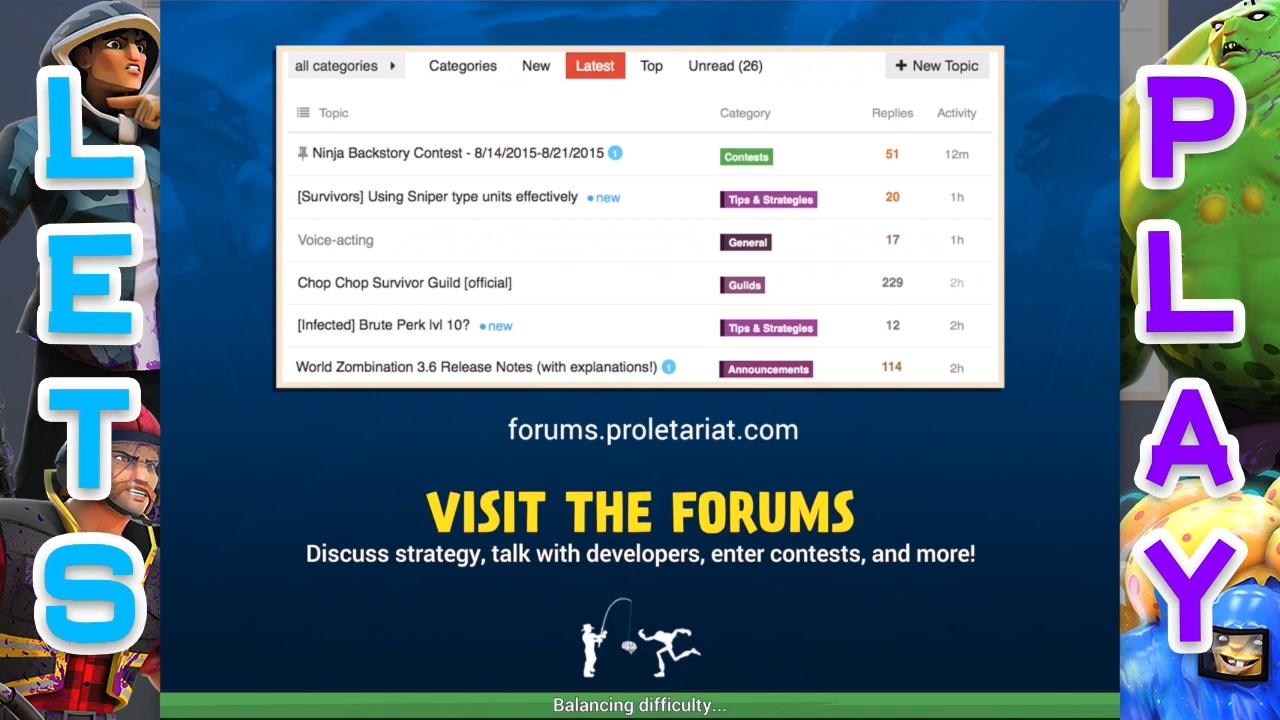 LETS
all categories Categories New Latest Top Unread (26) + New Topic
Topic Category Replies Activity
Ninja Backstory Contest - 8/14/2015-8/21/2015 1 Contests 51 12m
[Survivors] Using Sniper type units effectively • new Tips & Strategies 20 1h
Voice-acting General 17 1h
Chop Chop Survivor Guild [official] Guilds 229 2h
[Infected] Brute Perk lvl 10? • new Tips & Strategies 12 2h
World Zombination 3.6 Release Notes (with explanations!) 1 Announcements 114 2h
forums.proletariat.com
VISIT THE FORUMS
Discuss strategy, talk with developers, enter contests, and more!
Balancing difficulty...
PLAY